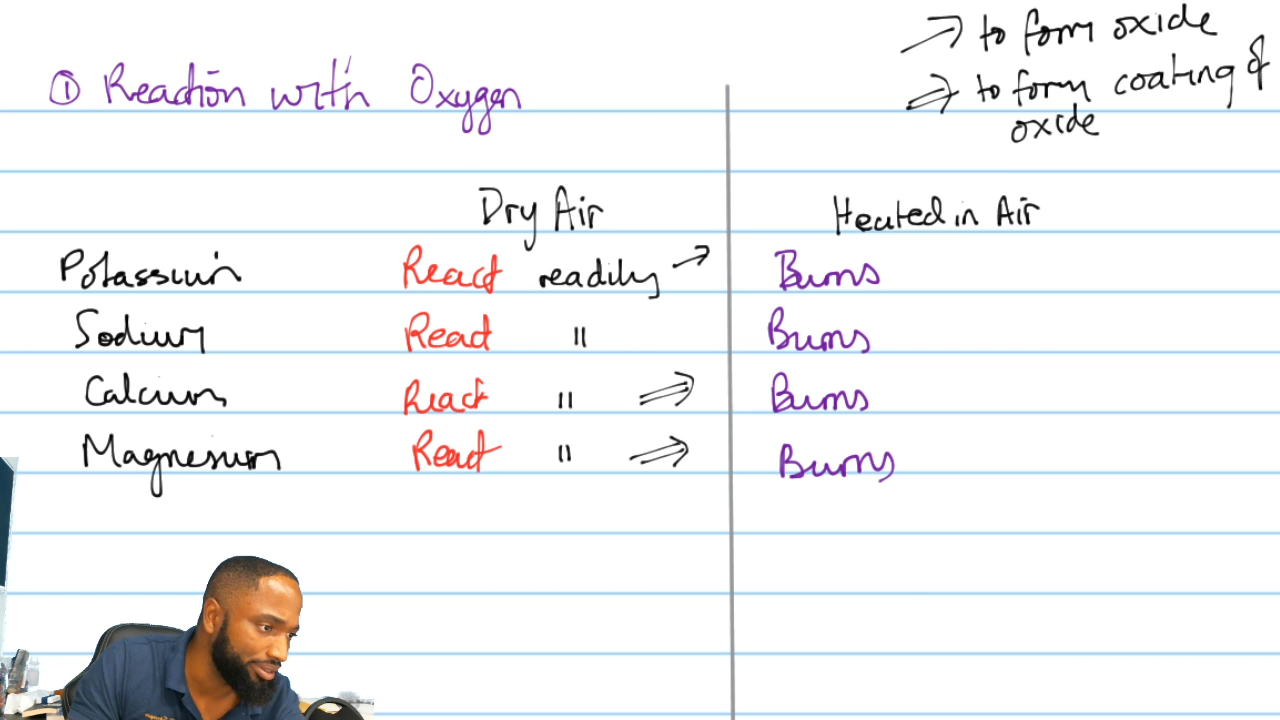 ① Reaction with Oxygen
→ to form oxide
⇒ to form coating of
oxide
Dry Air Heated in Air
Potassium React readily → Burns
Sodium React " Burns
Calcium React " ⇒ Burns
Magnesium React " ⇒ Burns